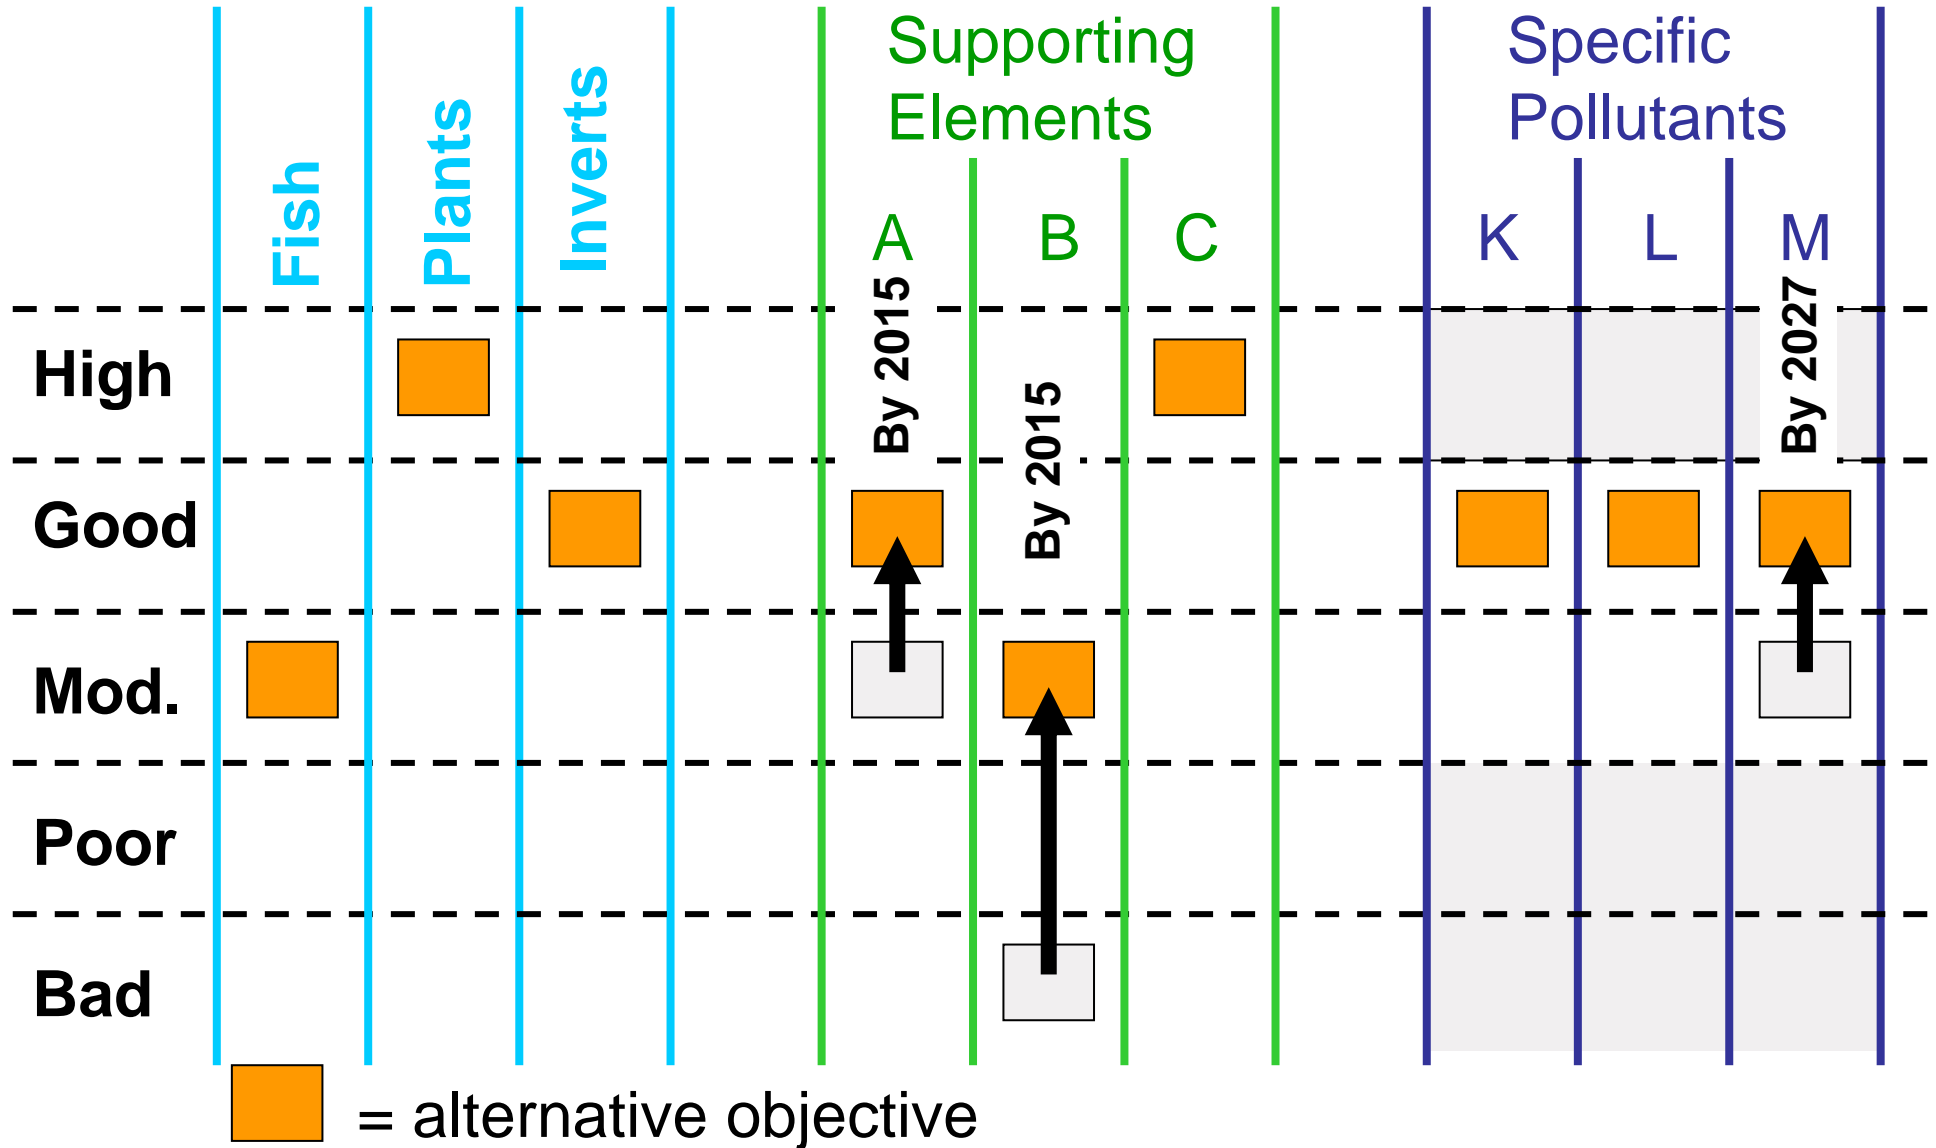 Supporting
Elements
Specific
Pollutants
Fish
Plants
Inverts
A
B
C
K
L
M
By 2015
By 2015
By 2027
High
Good
Mod.
Poor
Bad
= alternative objective